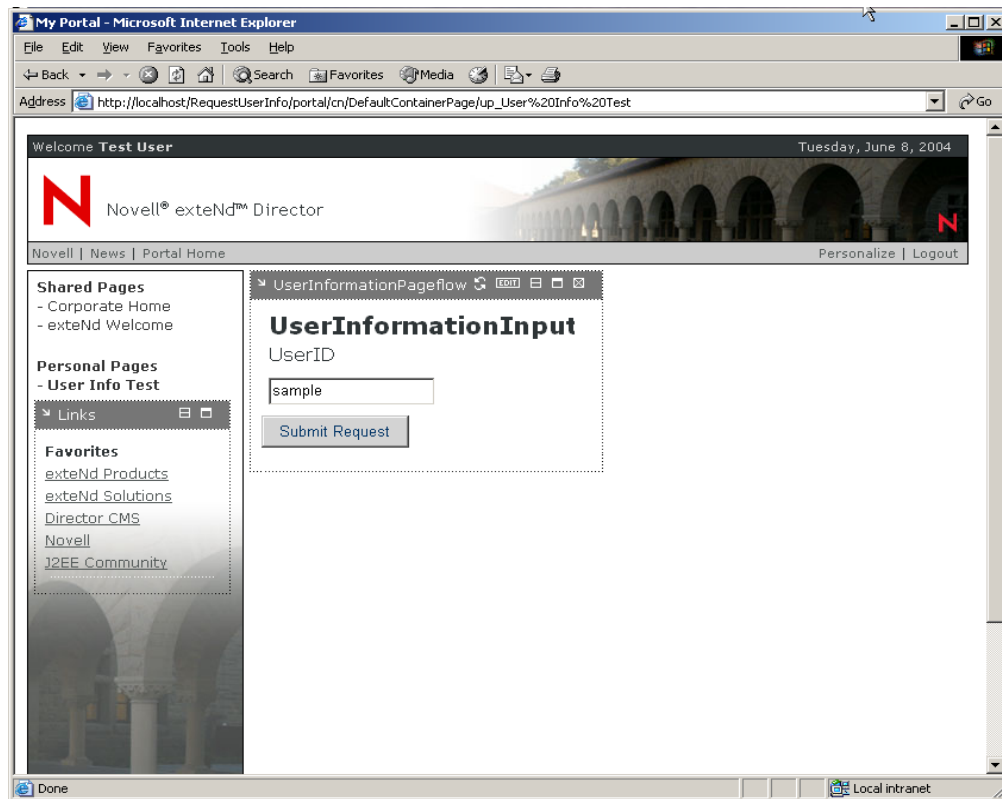 My Portal - Microsoft Internet Explorer
File Edit View Favorites Tools Help
Back Search Favorites Media
Address http://localhost/RequestUserInfo/portal/cn/DefaultContainerPage/up_User%20Info%20Test Go
Welcome Test User Tuesday, June 8, 2004
N Novell® exteNd™ Director N
Novell | News | Portal Home Personalize | Logout
Shared Pages
- Corporate Home
- exteNd Welcome
Personal Pages
- User Info Test
Links
Favorites
exteNd Products
exteNd Solutions
Director CMS
Novell
J2EE Community
UserInformationPageflow EDIT
UserInformationInput
UserID
sample
Submit Request
Done Local intranet